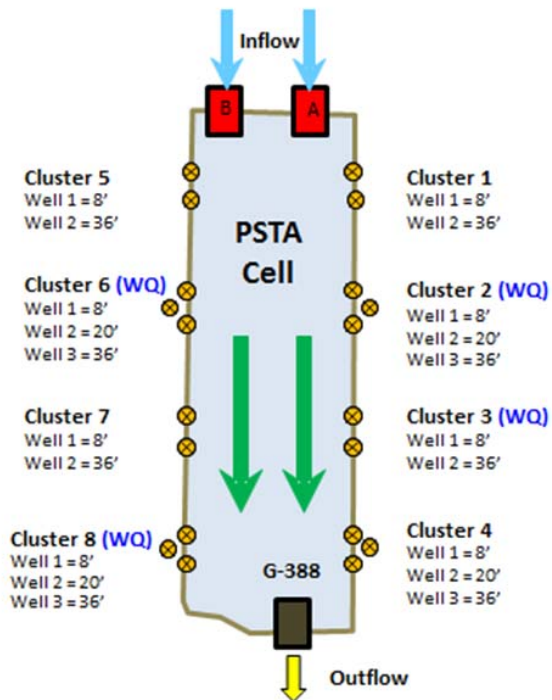 Inflow
B
A
Cluster 5
Well 1 = 8'
Well 2 = 36'
Cluster 1
Well 1 = 8'
Well 2 = 36'
PSTA
Cell
Cluster 6 (WQ)
Well 1 = 8'
Well 2 = 20'
Well 3 = 36'
Cluster 2 (WQ)
Well 1 = 8'
Well 2 = 20'
Well 3 = 36'
Cluster 7
Well 1 = 8'
Well 2 = 36'
Cluster 3 (WQ)
Well 1 = 8'
Well 2 = 36'
Cluster 8 (WQ)
Well 1 = 8'
Well 2 = 20'
Well 3 = 36'
Cluster 4
Well 1 = 8'
Well 2 = 20'
Well 3 = 36'
G-388
Outflow